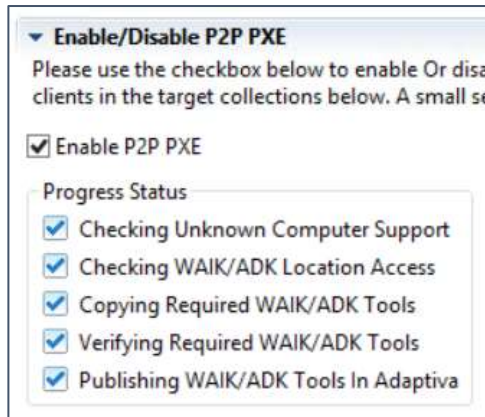 Enable/Disable P2P PXE
Please use the checkbox below to enable Or disa
clients in the target collections below. A small se
Enable P2P PXE
Progress Status
Checking Unknown Computer Support
Checking WAIK/ADK Location Access
Copying Required WAIK/ADK Tools
Verifying Required WAIK/ADK Tools
Publishing WAIK/ADK Tools In Adaptiva